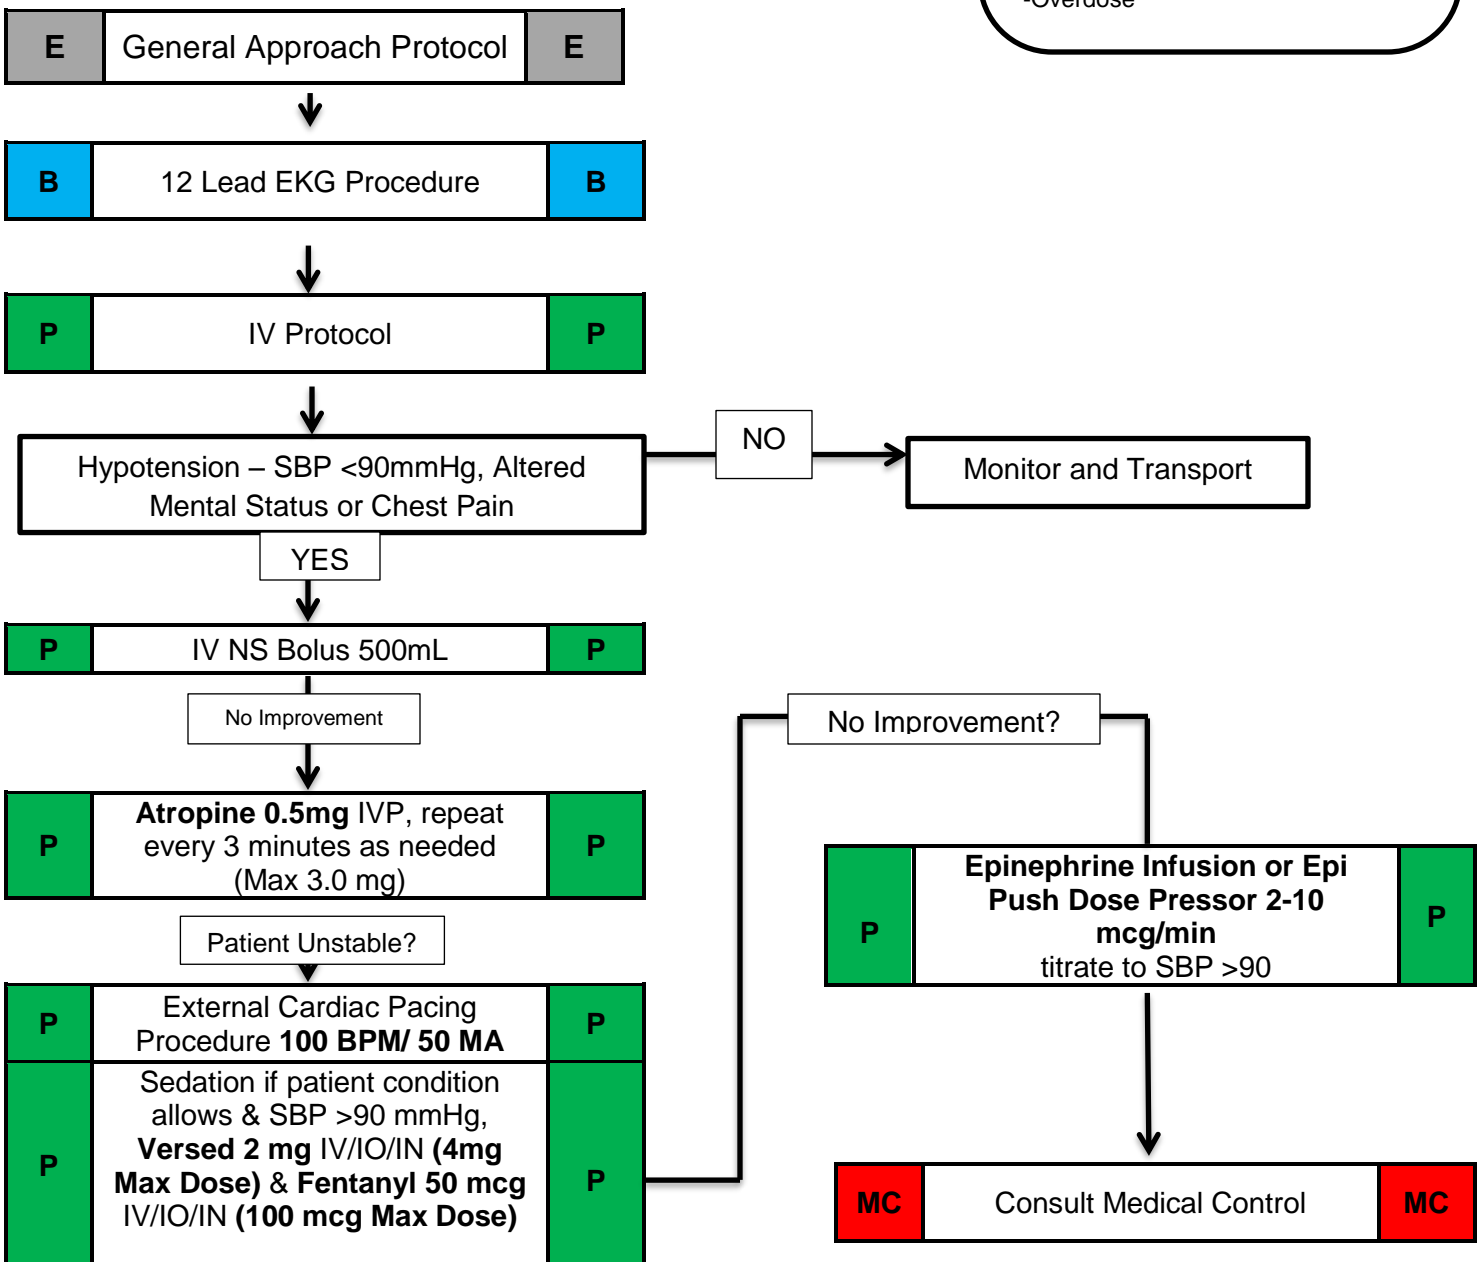 -Overdose
E General Approach Protocol E
B 12 Lead EKG Procedure B
P IV Protocol P
Hypotension – SBP <90mmHg, Altered
Mental Status or Chest Pain
NO
Monitor and Transport
YES
P IV NS Bolus 500mL P
No Improvement
P Atropine 0.5mg IVP, repeat
every 3 minutes as needed
(Max 3.0 mg) P
Patient Unstable?
P External Cardiac Pacing
Procedure 100 BPM/ 50 MA P
P Sedation if patient condition
allows & SBP >90 mmHg,
Versed 2 mg IV/IO/IN (4mg
Max Dose) & Fentanyl 50 mcg
IV/IO/IN (100 mcg Max Dose) P
No Improvement?
P Epinephrine Infusion or Epi
Push Dose Pressor 2-10
mcg/min
titrate to SBP >90 P
MC Consult Medical Control MC